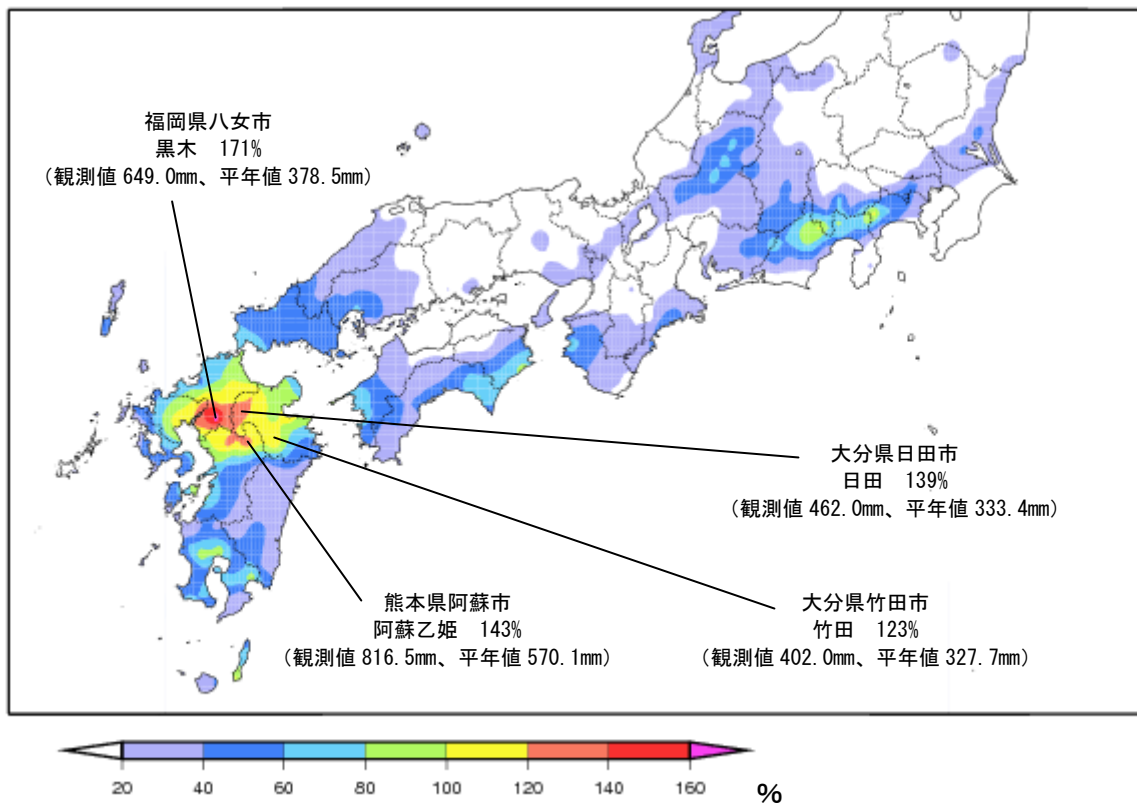 福岡県八女市
黒木 171%
(観測値 649.0mm、平年値 378.5mm)
大分県日田市
日田 139%
(観測値 462.0mm、平年値 333.4mm)
熊本県阿蘇市
阿蘇乙姫 143%
(観測値 816.5mm、平年値 570.1mm)
大分県竹田市
竹田 123%
(観測値 402.0mm、平年値 327.7mm)
20 40 60 80 100 120 140 160 %